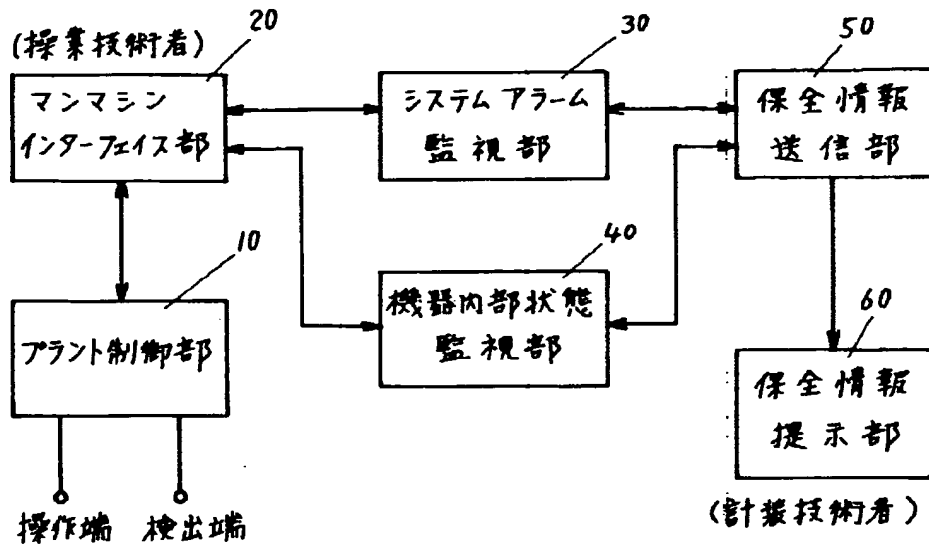 (操業技術者)
20
マンマシン
インターフェイス部
30
システムアラーム
監視部
50
保全情報
送信部
10
プラント制御部
40
機器内部状態
監視部
60
保全情報
提示部
操作端
検出端
(計装技術者)